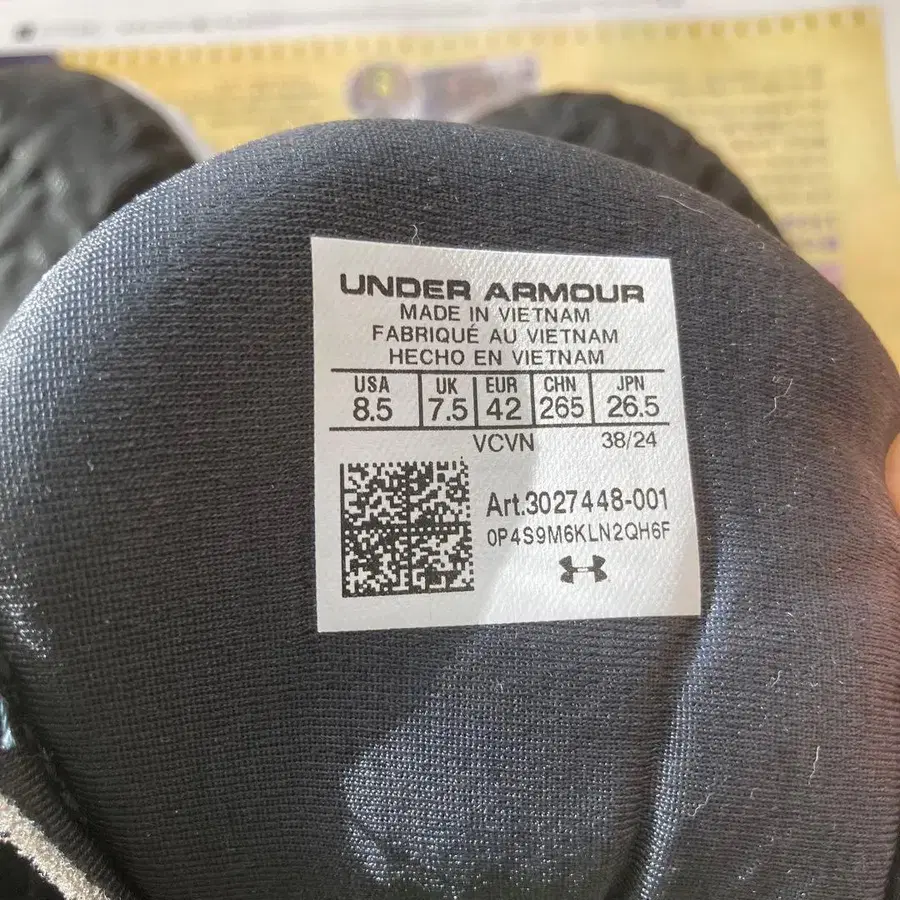 UNDER ARMOUR
MADE IN VIETNAM
FABRIQUÉ AU VIETNAM
HECHO EN VIETNAM
USA UK EUR CHN JPN
8.5 7.5 42 265 26.5
VCVN 38/24
Art.3027448-001
0P4S9M6KLN2QH6F